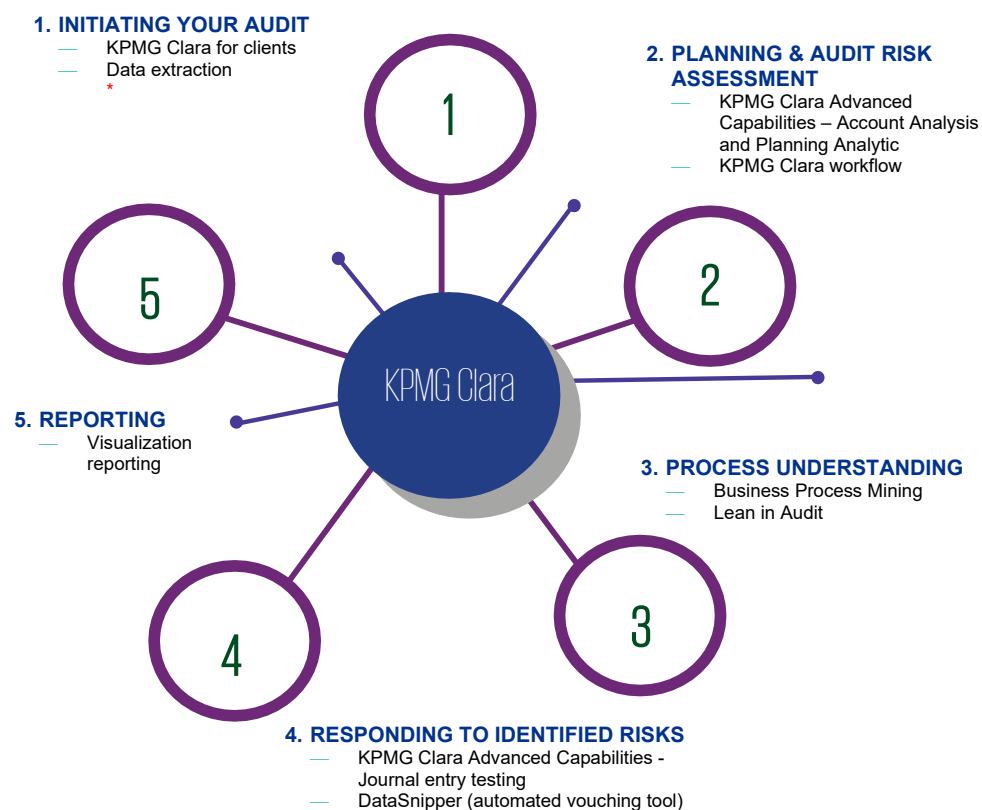 1. INITIATING YOUR AUDIT
— KPMG Clara for clients
— Data extraction
*
2. PLANNING & AUDIT RISK
ASSESSMENT
— KPMG Clara Advanced
Capabilities – Account Analysis
and Planning Analytic
— KPMG Clara workflow
1
2
5
KPMG Clara
5. REPORTING
— Visualization
reporting
3. PROCESS UNDERSTANDING
— Business Process Mining
— Lean in Audit
3
4
4. RESPONDING TO IDENTIFIED RISKS
— KPMG Clara Advanced Capabilities -
Journal entry testing
— DataSnipper (automated vouching tool)